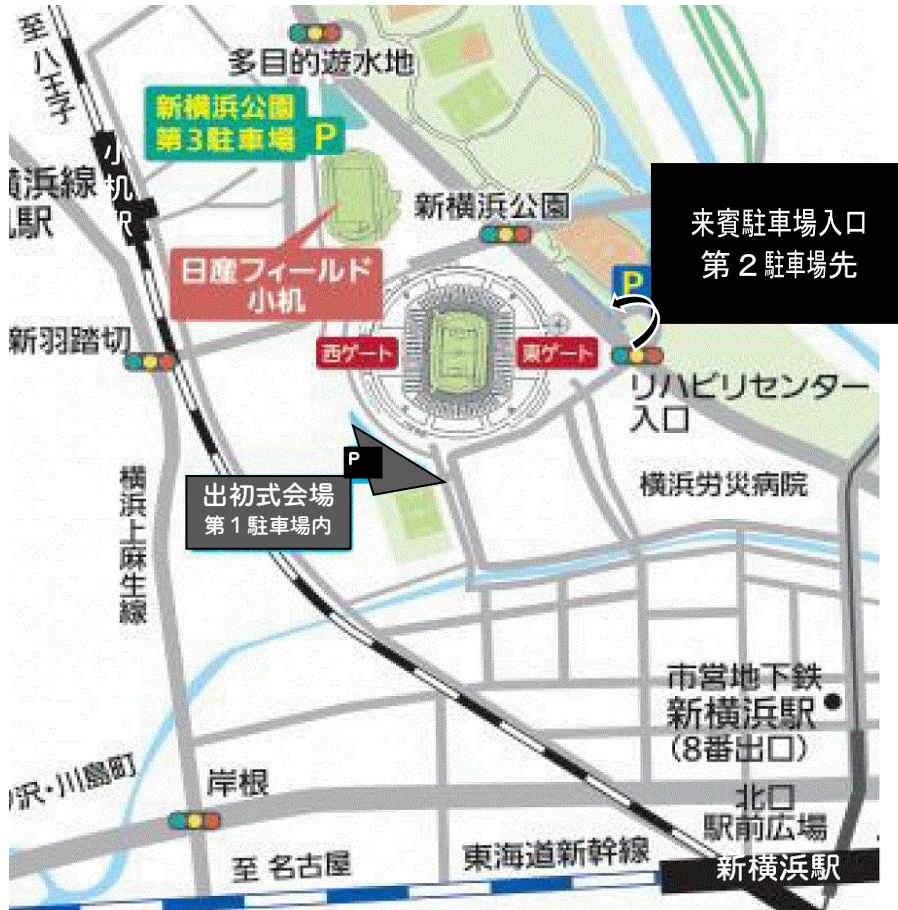 至 八王子
多目的遊水地
新横浜公園
第3駐車場 P
小机駅
横浜線
駅
新横浜公園
来賓駐車場入口
第２駐車場先
P
日産フィールド
小机
新羽踏切
西ゲート
東ゲート
リハビリセンター
入口
P
出初式会場
第１駐車場内
横浜労災病院
横浜上麻生線
市営地下鉄
新横浜駅
(8番出口)
沢・川島町
岸根
北口
駅前広場
至 名古屋
東海道新幹線
新横浜駅